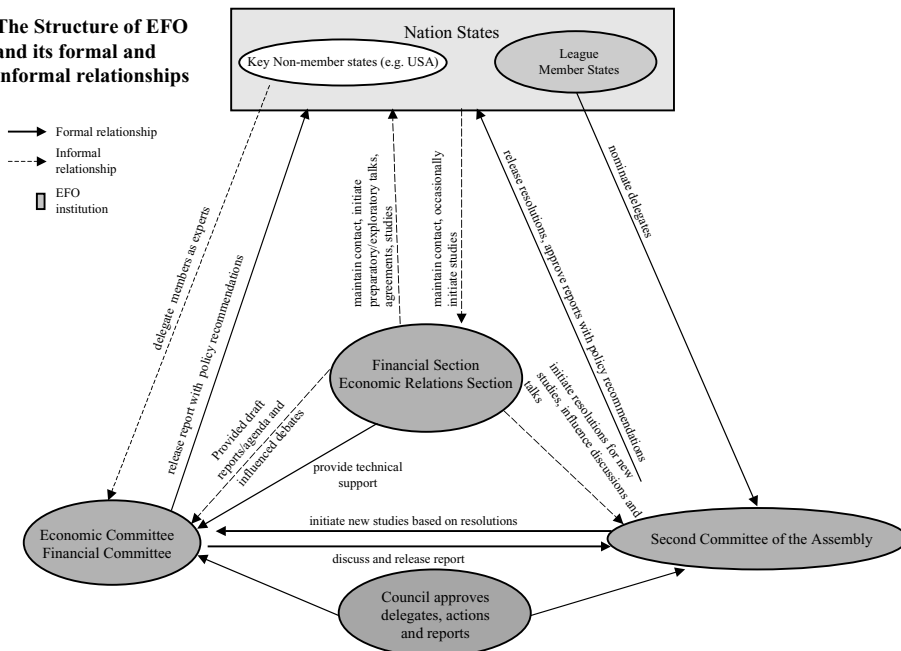 The Structure of EFO
and its formal and
informal relationships
Formal relationship
Informal
relationship
EFO
institution
Nation States
Key Non-member states (e.g. USA)
League
Member States
delegate members as experts
release report with policy recommendations
maintain contact, initiate
preparatory/exploratory talks,
agreements, studies
maintain contact, occasionally
initiate studies
release resolutions, approve reports with policy recommendations
nominate delegates
Financial Section
Economic Relations Section
Provided draft
reports/agenda and
influenced debates
provide technical
support
initiate resolutions for new
studies, influence discussions and
talks
Economic Committee
Financial Committee
initiate new studies based on resolutions
discuss and release report
Second Committee of the Assembly
Council approves
delegates, actions
and reports